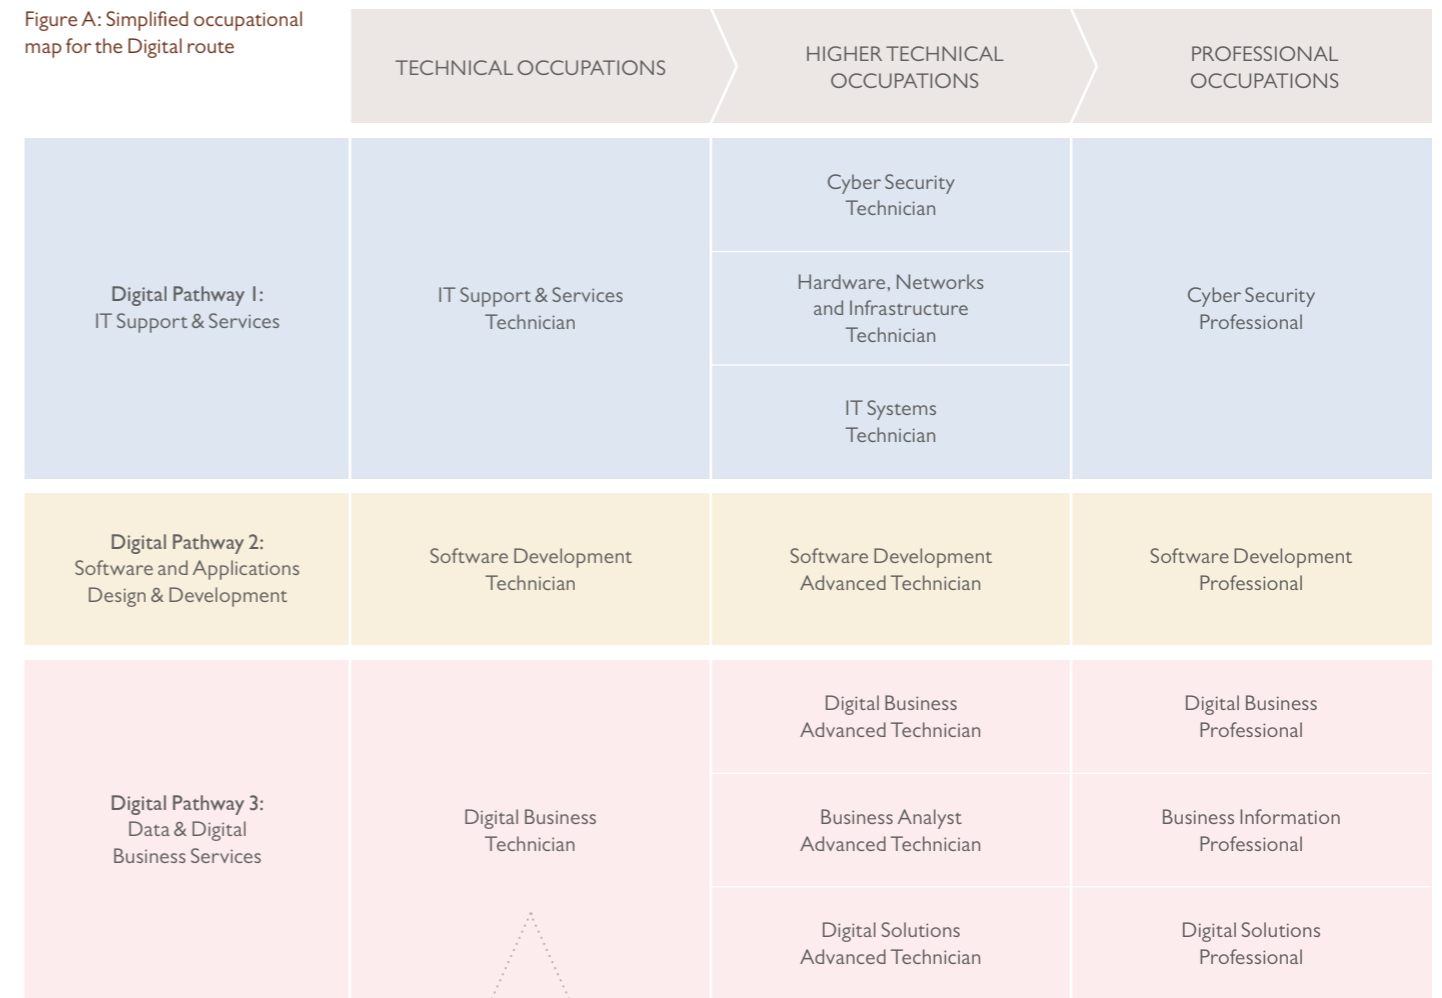 Figure A: Simplified occupational
map for the Digital route
TECHNICAL OCCUPATIONS
HIGHER TECHNICAL
OCCUPATIONS
PROFESSIONAL
OCCUPATIONS
Digital Pathway 1:
IT Support & Services
IT Support & Services
Technician
Cyber Security
Technician
Hardware, Networks
and Infrastructure
Technician
IT Systems
Technician
Cyber Security
Professional
Digital Pathway 2:
Software and Applications
Design & Development
Software Development
Technician
Software Development
Advanced Technician
Software Development
Professional
Digital Pathway 3:
Data & Digital
Business Services
Digital Business
Technician
Digital Business
Advanced Technician
Digital Business
Professional
Business Analyst
Advanced Technician
Business Information
Professional
Digital Solutions
Advanced Technician
Digital Solutions
Professional